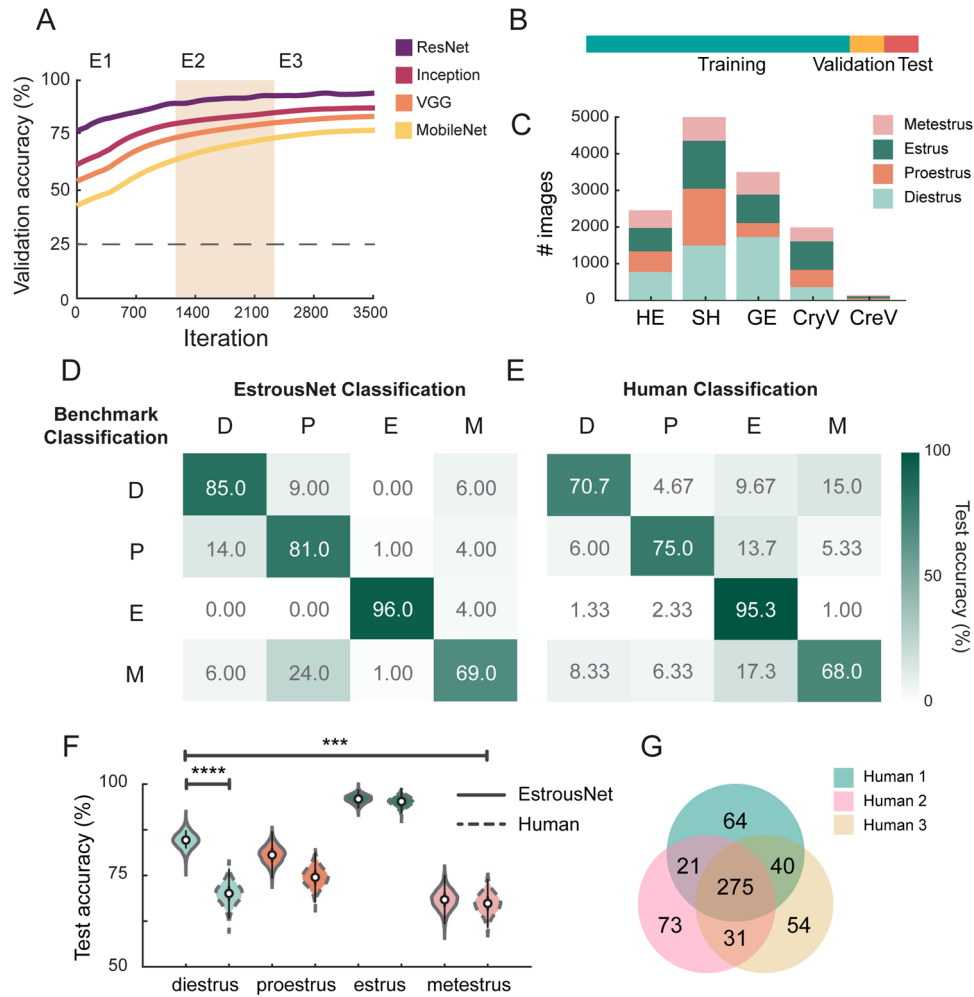 A
E1 E2 E3
ResNet
Inception
VGG
MobileNet
Validation accuracy (%)
100
75
50
25
0
0 700 1400 2100 2800 3500
Iteration
B
Training Validation Test
C
Metestrus
Estrus
Proestrus
Diestrus
# images
5000
4000
3000
2000
1000
0
HE SH GE CryV CreV
D
EstrousNet Classification
Benchmark
Classification
D P E M
D 85.0 9.00 0.00 6.00
P 14.0 81.0 1.00 4.00
E 0.00 0.00 96.0 4.00
M 6.00 24.0 1.00 69.0
E
Human Classification
D P E M
70.7 4.67 9.67 15.0
6.00 75.0 13.7 5.33
1.33 2.33 95.3 1.00
8.33 6.33 17.3 68.0
100
50
0
Test accuracy (%)
F
***
****
EstrousNet
Human
Test accuracy (%)
100
75
50
diestrus proestrus estrus metestrus
G
Human 1
Human 2
Human 3
64
21 40
275
73 31 54